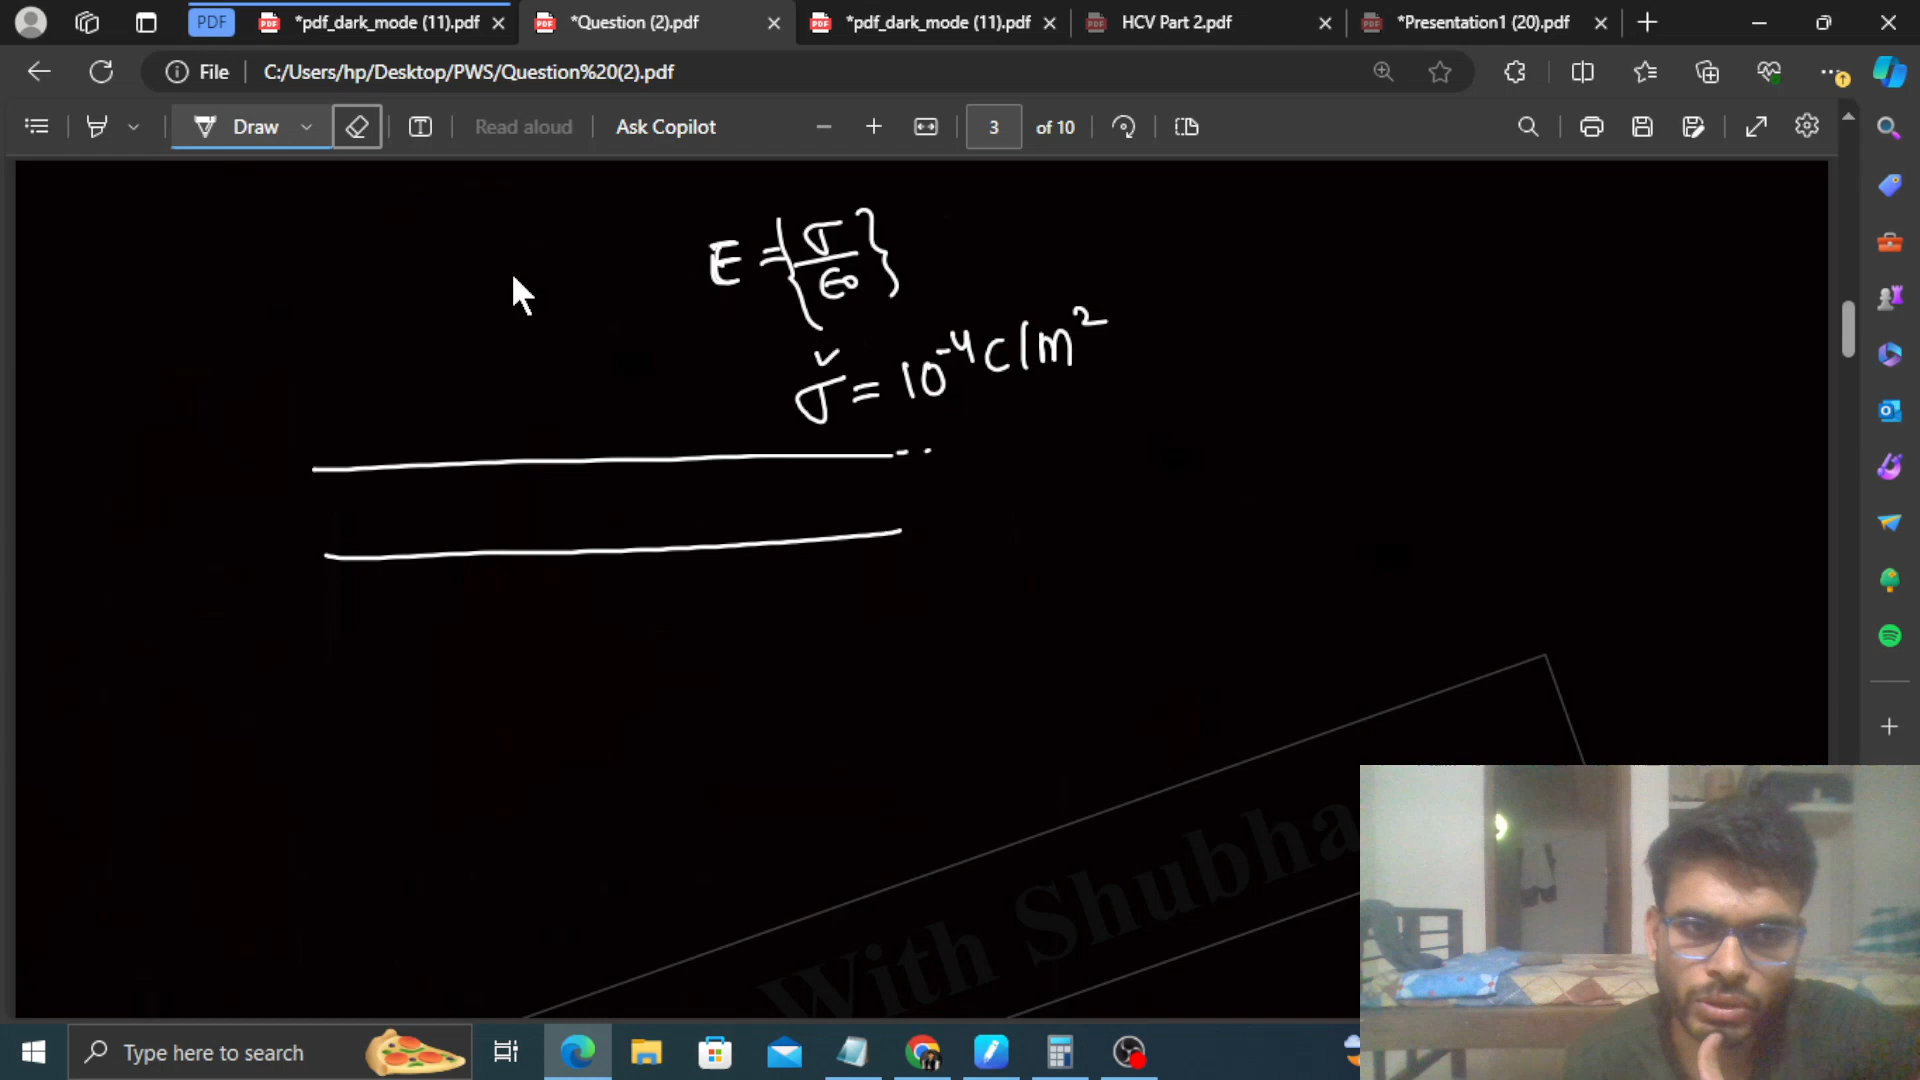 PDF
*pdf_dark_mode (11).pdf
*Question (2).pdf
*pdf_dark_mode (11).pdf
HCV Part 2.pdf
*Presentation1 (20).pdf
File
C:/Users/hp/Desktop/PWS/Question%20(2).pdf
Draw
Read aloud
Ask Copilot
3
of 10
E = {σ/ϵ0}
σ = 10⁻⁴ C/m²
With Shubha
Type here to search